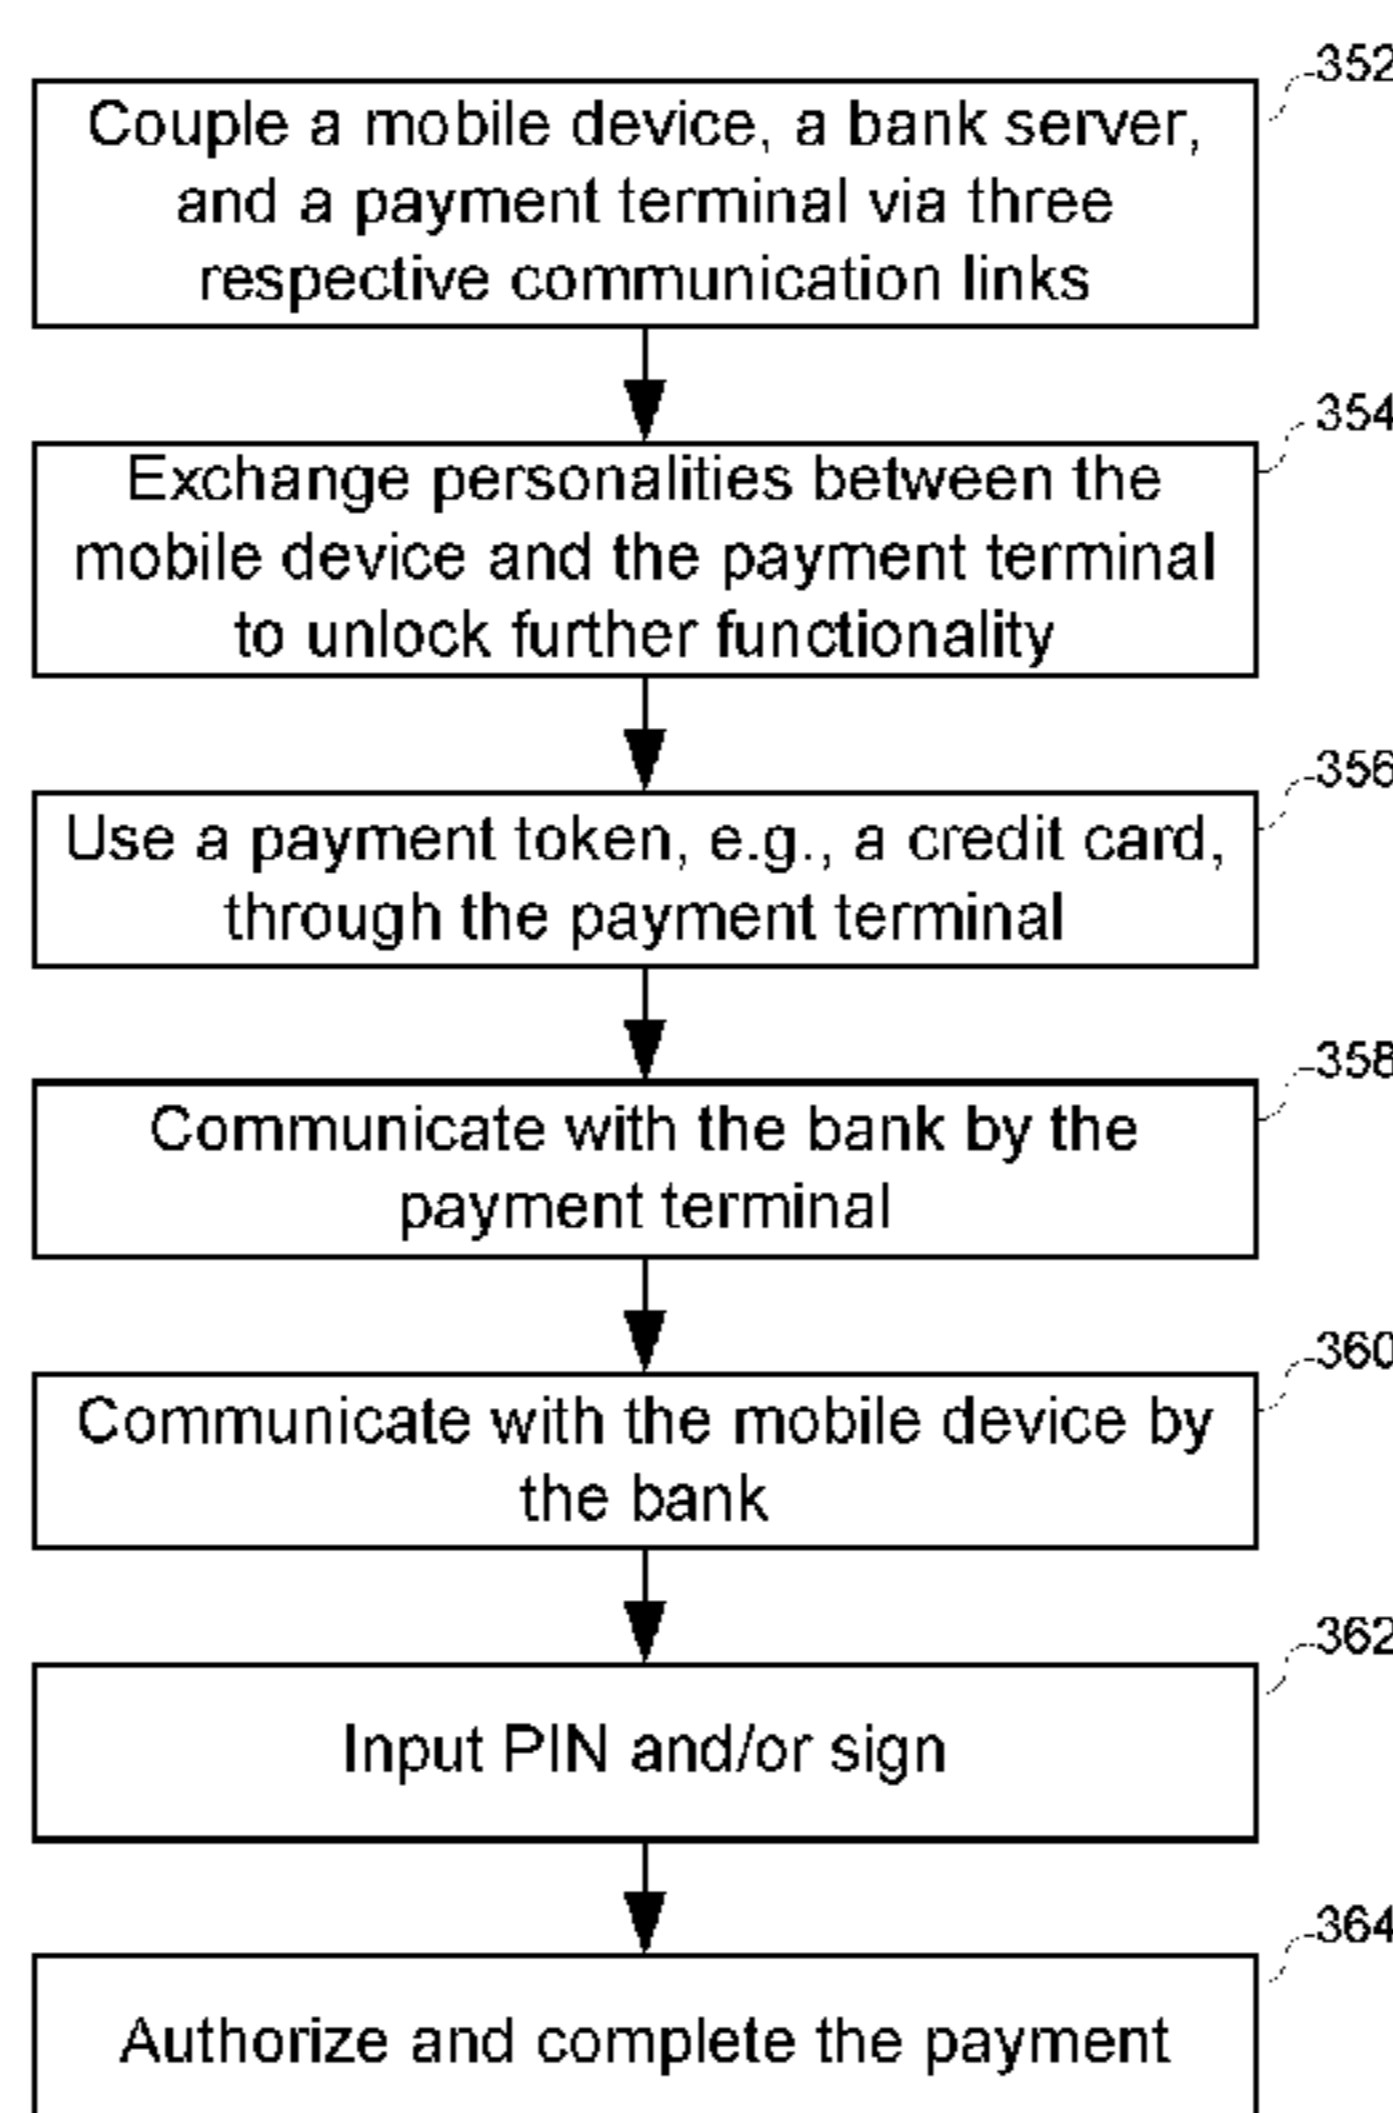 352
Couple a mobile device, a bank server,
and a payment terminal via three
respective communication links
354
Exchange personalities between the
mobile device and the payment terminal
to unlock further functionality
356
Use a payment token, e.g., a credit card,
through the payment terminal
358
Communicate with the bank by the
payment terminal
360
Communicate with the mobile device by
the bank
362
Input PIN and/or sign
364
Authorize and complete the payment